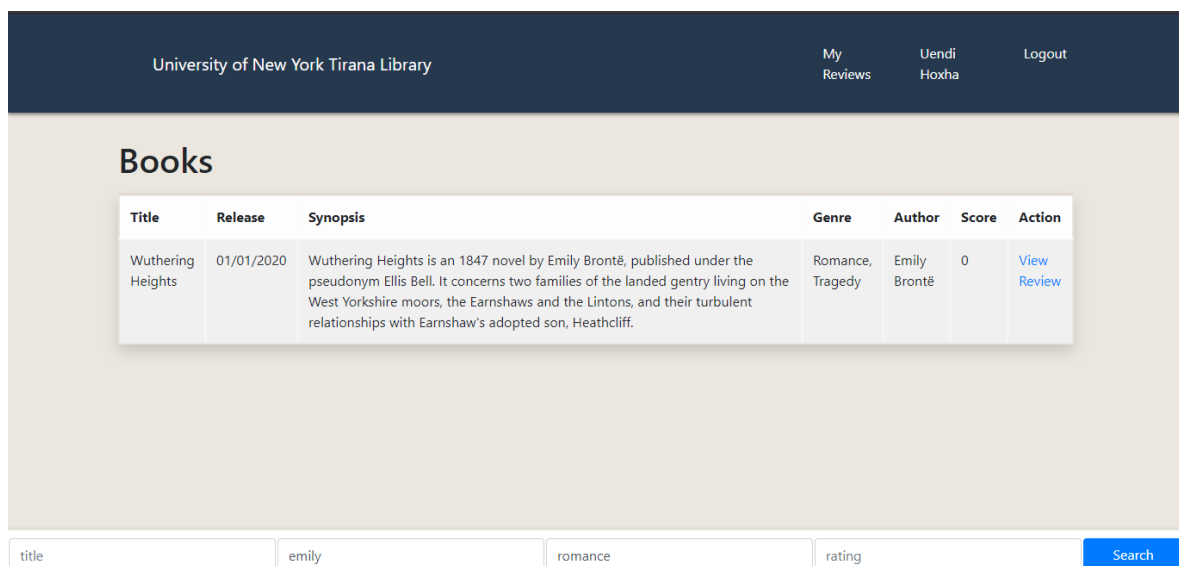 University of New York Tirana Library
My
Reviews
Uendi
Hoxha
Logout
Books
Title Release Synopsis Genre Author Score Action
Wuthering
Heights
01/01/2020
Wuthering Heights is an 1847 novel by Emily Brontë, published under the
pseudonym Ellis Bell. It concerns two families of the landed gentry living on the
West Yorkshire moors, the Earnshaws and the Lintons, and their turbulent
relationships with Earnshaw's adopted son, Heathcliff.
Romance,
Tragedy
Emily
Brontë
0
View
Review
title emily romance rating Search